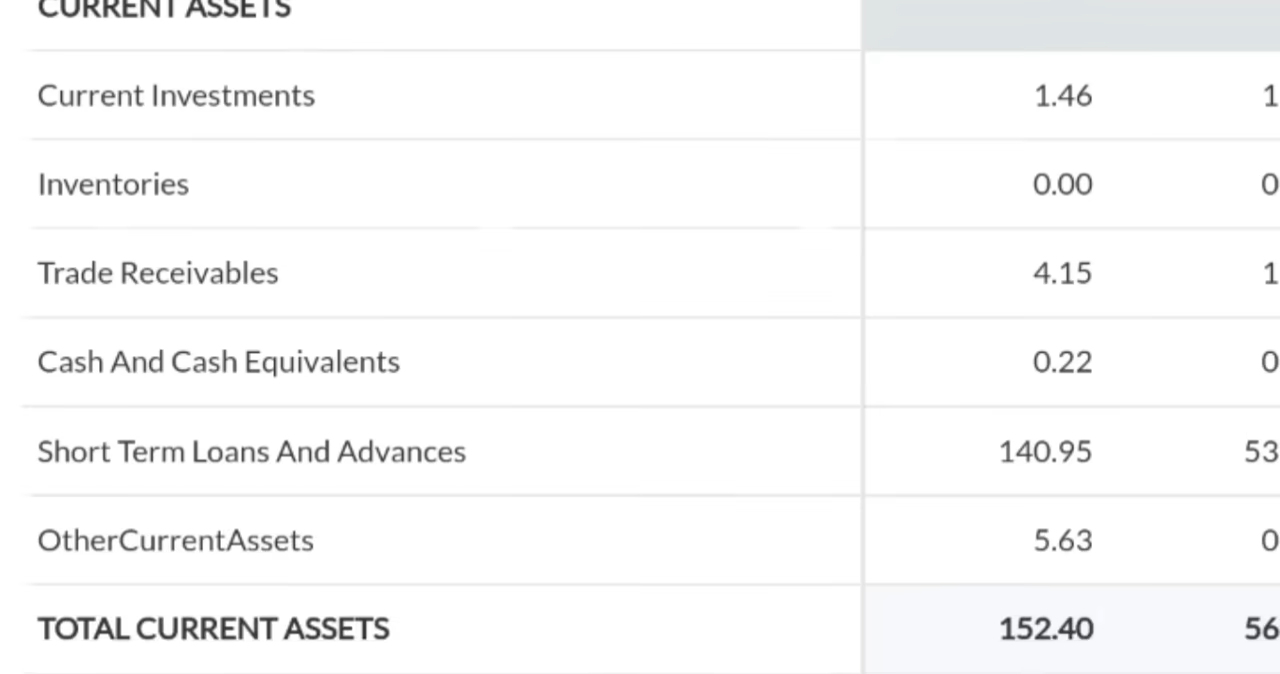 CURRENT ASSETS
Current Investments 1.46 1
Inventories 0.00 0
Trade Receivables 4.15 1
Cash And Cash Equivalents 0.22 0
Short Term Loans And Advances 140.95 53
OtherCurrentAssets 5.63 0
TOTAL CURRENT ASSETS 152.40 56